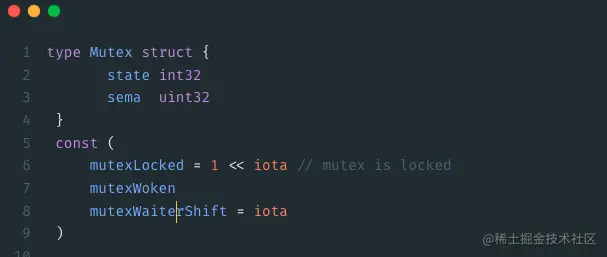 1 type Mutex struct {
2 state int32
3 sema uint32
4 }
5 const (
6 mutexLocked = 1 << iota // mutex is locked
7 mutexWoken
8 mutexWaiterShift = iota
9 )
10
@稀土掘金技术社区